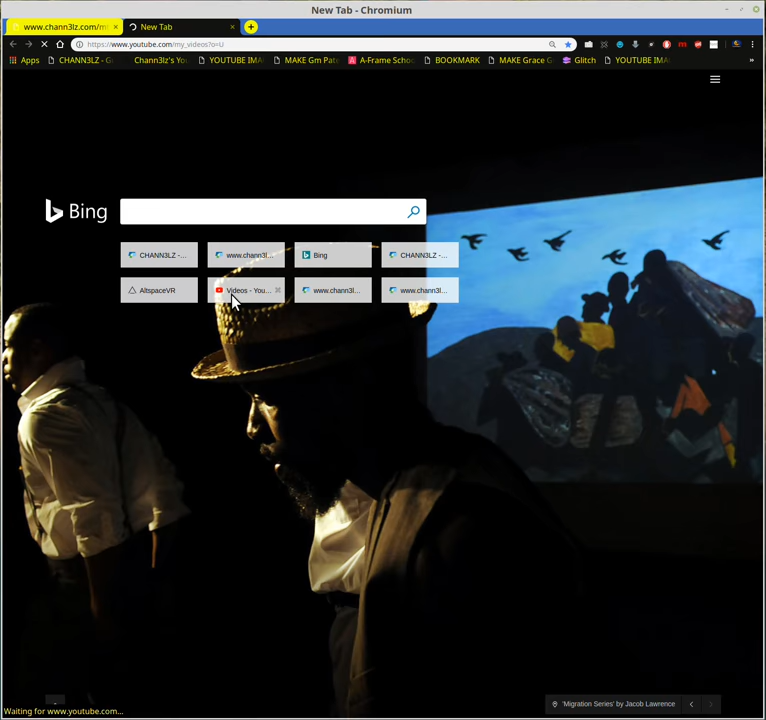 New Tab - Chromium
www.chann3lz.com/m
New Tab
https://www.youtube.com/my_videos?o=U
Apps
CHANN3LZ - G
Chann3lz's Yo
YOUTUBE IMA
MAKE Gm Pat
A-Frame Scho
BOOKMARK
MAKE Grace G
Glitch
YOUTUBE IMA
Bing
CHANN3LZ -...
www.chann3l...
Bing
CHANN3LZ -...
AltspaceVR
Videos - You...
www.chann3l...
www.chann3l...
'Migration Series' by Jacob Lawrence
Waiting for www.youtube.com...